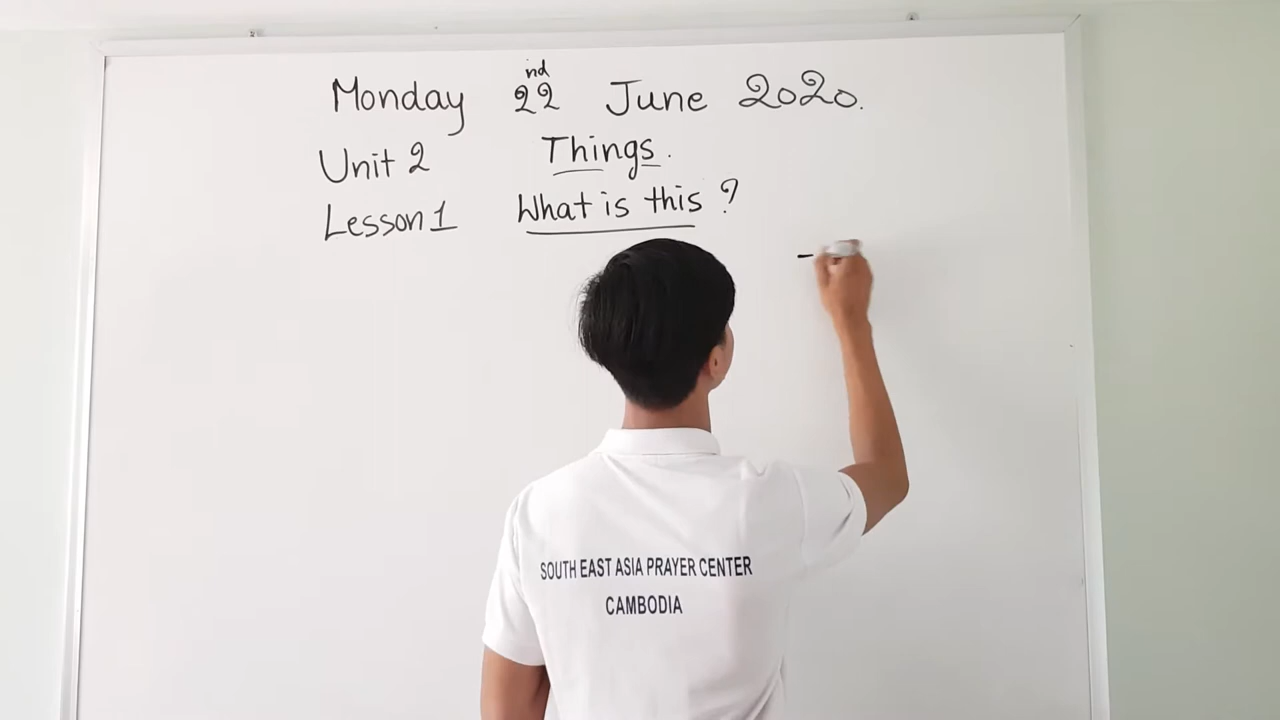 Monday 22nd June 2020.
Unit 2 Things.
Lesson 1 What is this ?
-
SOUTH EAST ASIA PRAYER CENTER
CAMBODIA